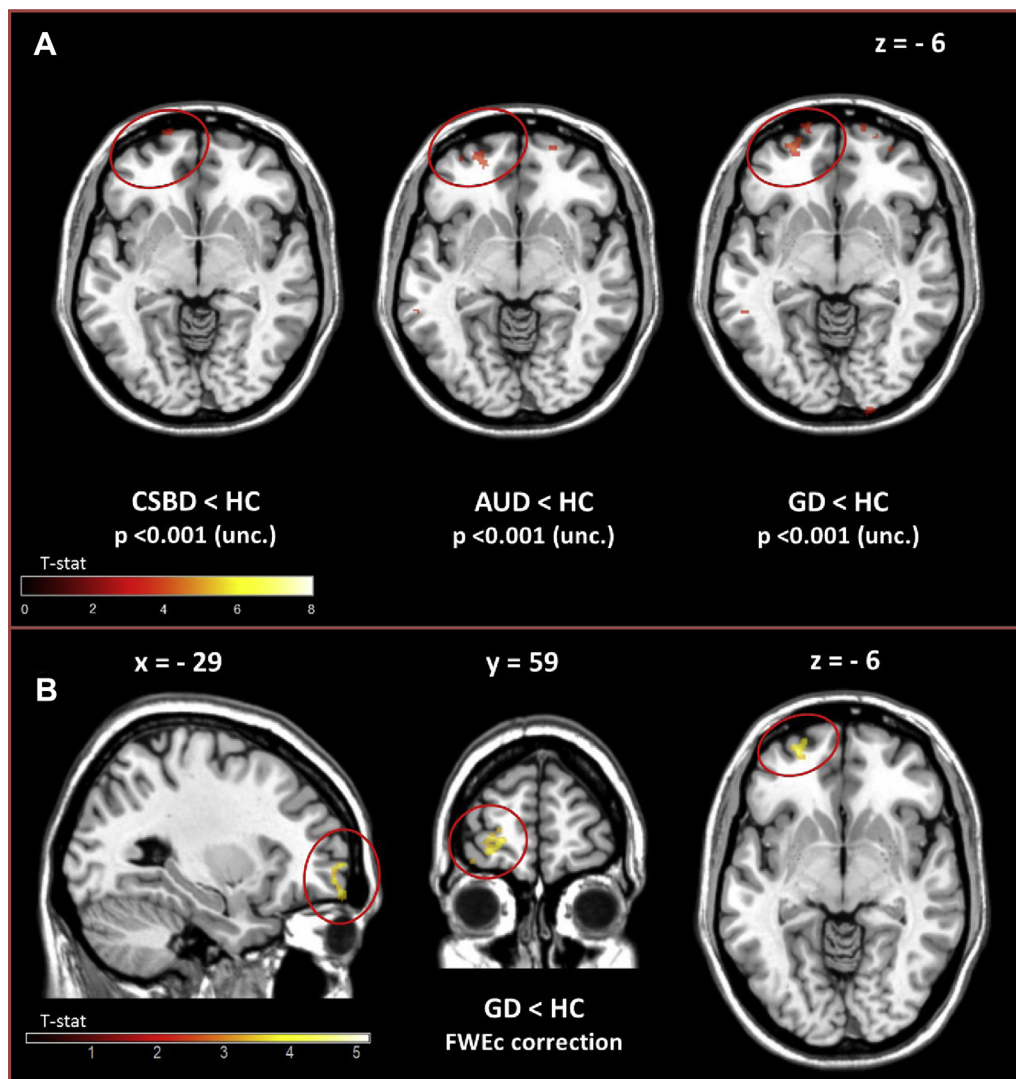 A
z = - 6
CSBD < HC
p <0.001 (unc.)
AUD < HC
p <0.001 (unc.)
GD < HC
p <0.001 (unc.)
T-stat
0 2 4 6 8
B
x = - 29
y = 59
z = - 6
GD < HC
FWEc correction
T-stat
1 2 3 4 5